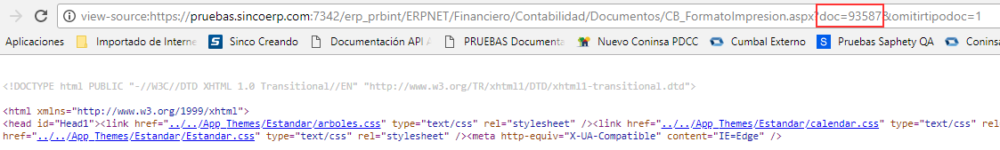 view-source:https://pruebas.sincoerp.com:7342/erp_prbint/ERPNET/Financiero/Contabilidad/Documentos/CB_FormatoImpresion.aspx?doc=93587&omitirtipodoc=1
Aplicaciones Importado de Interne Sinco Creando Documentación API A PRUEBAS Documenta Nuevo Coninsa PDCC Cumbal Externo S Pruebas Saphety QA Coninsa
<!DOCTYPE html PUBLIC "-//W3C//DTD XHTML 1.0 Transitional//EN" "http://www.w3.org/TR/xhtml1/DTD/xhtml1-transitional.dtd">
<html xmlns="http://www.w3.org/1999/xhtml">
<head id="Head1"><link href="../../App_Themes/Estandar/arboles.css" type="text/css" rel="stylesheet" /><link href="../../App_Themes/Estandar/calendar.css" type="text/css"
href="../../App_Themes/Estandar/Estandar.css" type="text/css" rel="stylesheet" /><meta http-equiv="X-UA-Compatible" content="IE=Edge" />